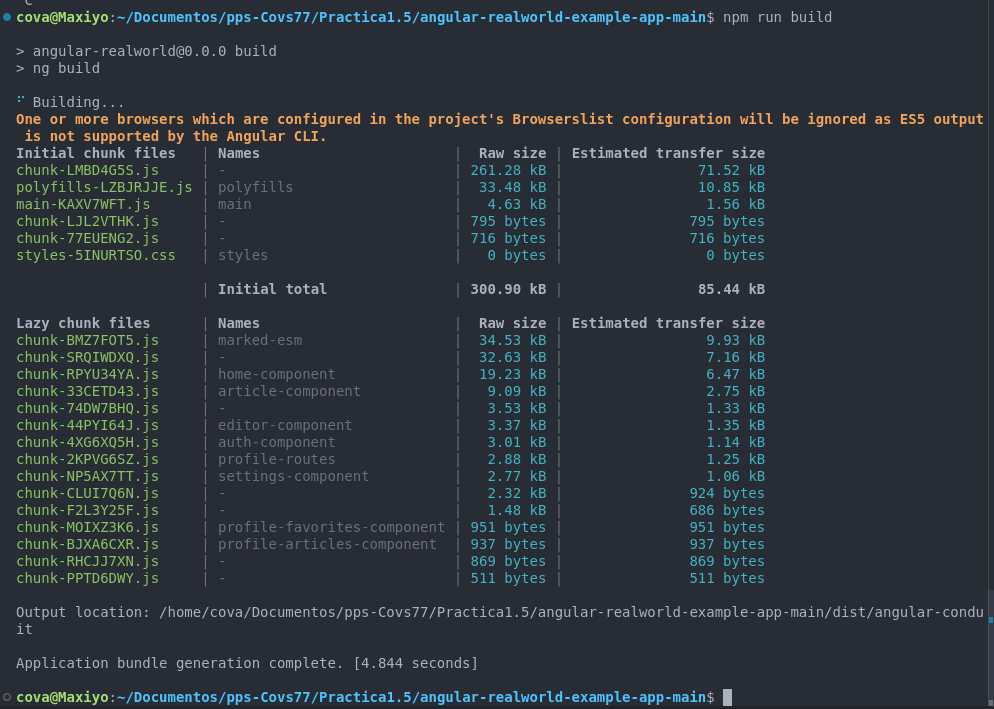 cova@Maxiyo:~/Documentos/pps-Covs77/Practica1.5/angular-realworld-example-app-main$ npm run build
> angular-realworld@0.0.0 build
> ng build
Building...
One or more browsers which are configured in the project's Browserslist configuration will be ignored as ES5 output
is not supported by the Angular CLI.
Initial chunk files | Names | Raw size | Estimated transfer size
chunk-LMBD4G5S.js | - | 261.28 kB | 71.52 kB
polyfills-LZBJRJJE.js | polyfills | 33.48 kB | 10.85 kB
main-KAXV7WFT.js | main | 4.63 kB | 1.56 kB
chunk-LJL2VTHK.js | - | 795 bytes | 795 bytes
chunk-77EUENG2.js | - | 716 bytes | 716 bytes
styles-5INURTSO.css | styles | 0 bytes | 0 bytes
| Initial total | 300.90 kB | 85.44 kB
Lazy chunk files | Names | Raw size | Estimated transfer size
chunk-BMZ7FOT5.js | marked-esm | 34.53 kB | 9.93 kB
chunk-SRQIWDXQ.js | - | 32.63 kB | 7.16 kB
chunk-RPYU34YA.js | home-component | 19.23 kB | 6.47 kB
chunk-33CETD43.js | article-component | 9.09 kB | 2.75 kB
chunk-74DW7BHQ.js | - | 3.53 kB | 1.33 kB
chunk-44PYI64J.js | editor-component | 3.37 kB | 1.35 kB
chunk-4XG6XQ5H.js | auth-component | 3.01 kB | 1.14 kB
chunk-2KPVG6SZ.js | profile-routes | 2.88 kB | 1.25 kB
chunk-NP5AX7TT.js | settings-component | 2.77 kB | 1.06 kB
chunk-CLUI7Q6N.js | - | 2.32 kB | 924 bytes
chunk-F2L3Y25F.js | - | 1.48 kB | 686 bytes
chunk-MOIXZ3K6.js | profile-favorites-component | 951 bytes | 951 bytes
chunk-BJXA6CXR.js | profile-articles-component | 937 bytes | 937 bytes
chunk-RHCJJ7XN.js | - | 869 bytes | 869 bytes
chunk-PPTD6DWY.js | - | 511 bytes | 511 bytes
Output location: /home/cova/Documentos/pps-Covs77/Practica1.5/angular-realworld-example-app-main/dist/angular-condu
it
Application bundle generation complete. [4.844 seconds]
cova@Maxiyo:~/Documentos/pps-Covs77/Practica1.5/angular-realworld-example-app-main$